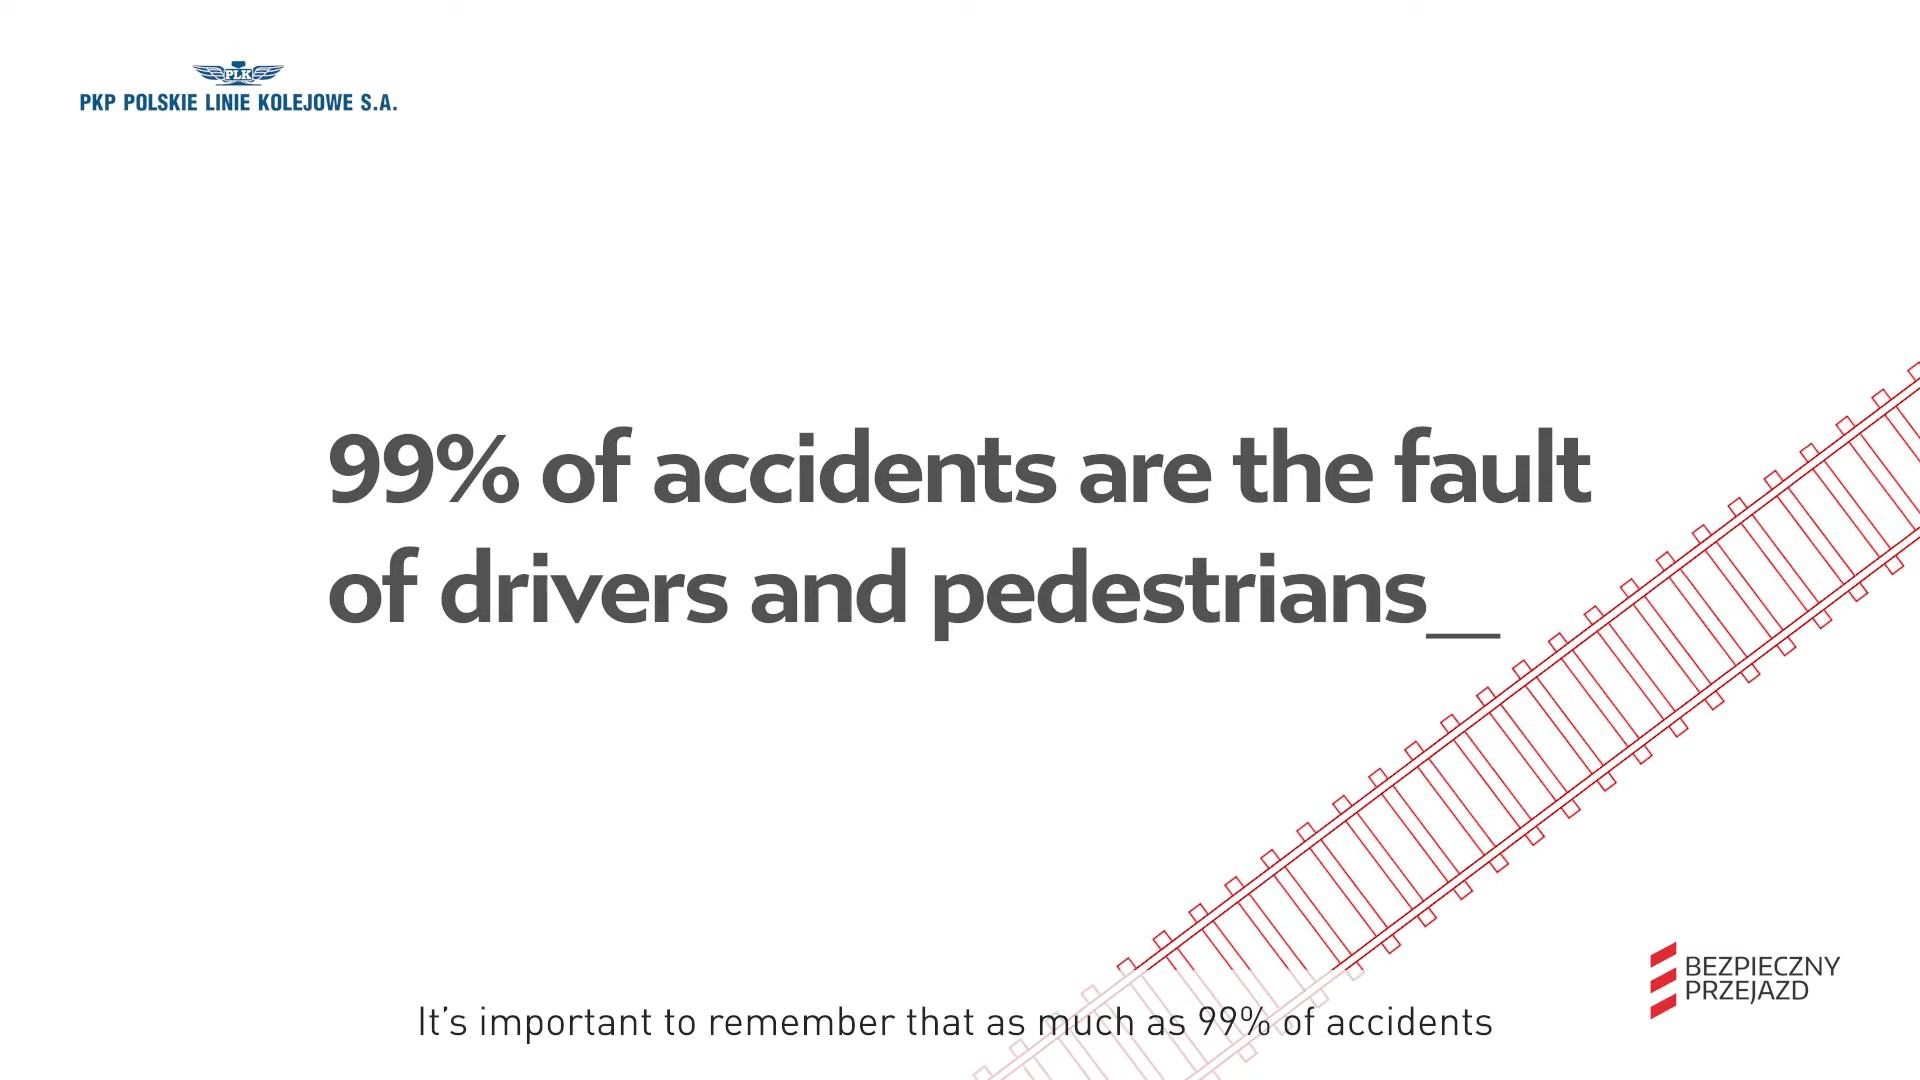 PLK
PKP POLSKIE LINIE KOLEJOWE S.A.
99% of accidents are the fault
of drivers and pedestrians_
BEZPIECZNY
PRZEJAZD
It’s important to remember that as much as 99% of accidents